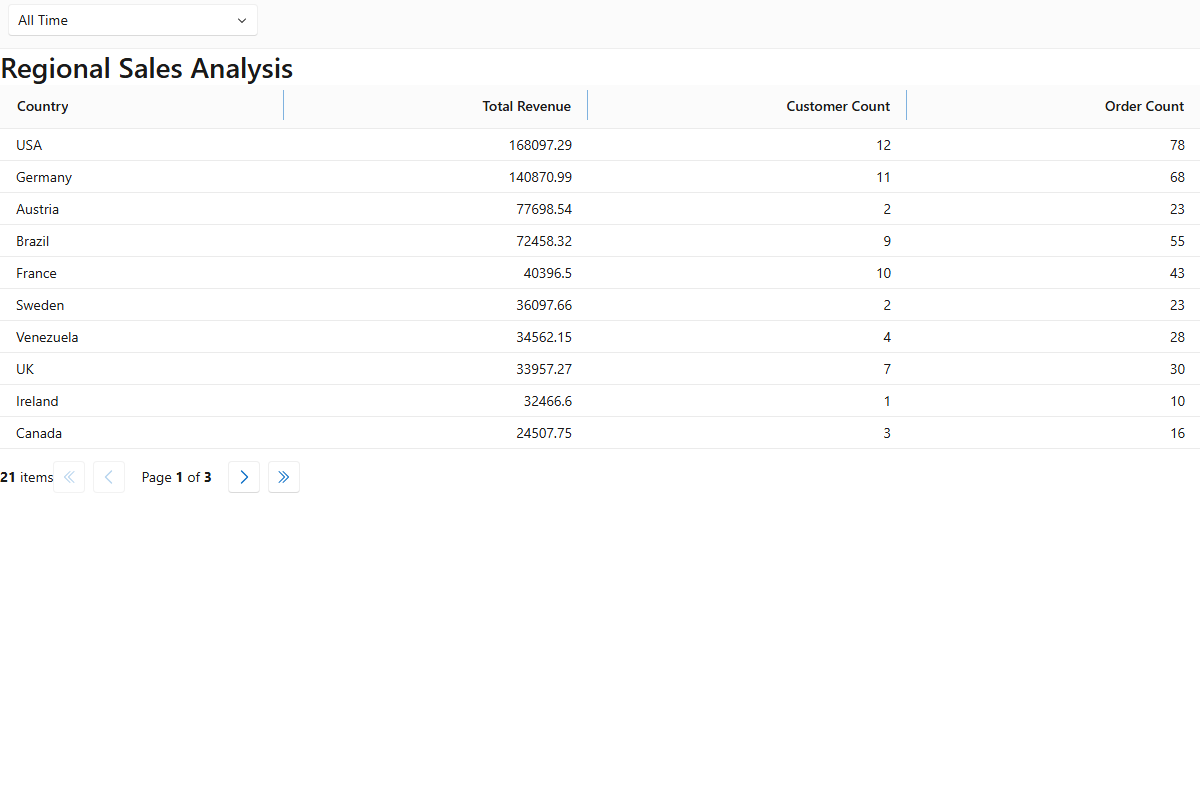 All Time
Regional Sales Analysis
Country Total Revenue Customer Count Order Count
USA 168097.29 12 78
Germany 140870.99 11 68
Austria 77698.54 2 23
Brazil 72458.32 9 55
France 40396.5 10 43
Sweden 36097.66 2 23
Venezuela 34562.15 4 28
UK 33957.27 7 30
Ireland 32466.6 1 10
Canada 24507.75 3 16
21 items Page 1 of 3